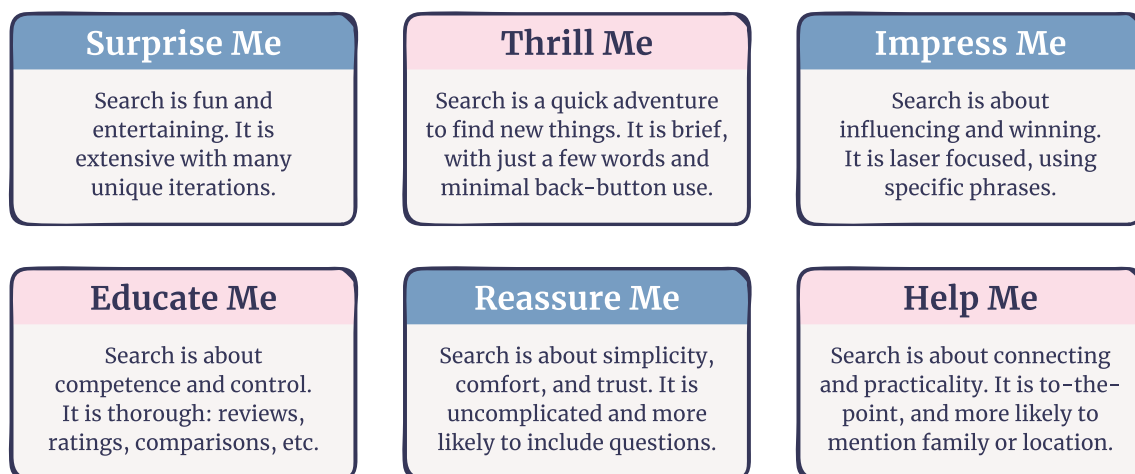 Surprise Me
Search is fun and
entertaining. It is
extensive with many
unique iterations.
Thrill Me
Search is a quick adventure
to find new things. It is brief,
with just a few words and
minimal back-button use.
Impress Me
Search is about
influencing and winning.
It is laser focused, using
specific phrases.
Educate Me
Search is about
competence and control.
It is thorough: reviews,
ratings, comparisons, etc.
Reassure Me
Search is about simplicity,
comfort, and trust. It is
uncomplicated and more
likely to include questions.
Help Me
Search is about connecting
and practicality. It is to-the-
point, and more likely to
mention family or location.